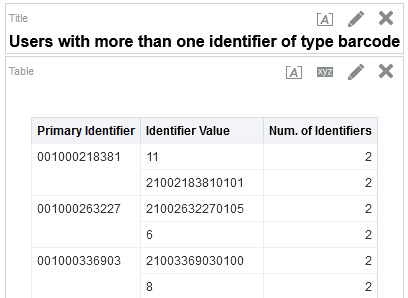 Title
A
Users with more than one identifier of type barcode
Table
A xyz
Primary Identifier Identifier Value Num. of Identifiers
001000218381 11 2
21002183810101 2
001000263227 21002632270105 2
6 2
001000336903 21003369030100 2
8 2